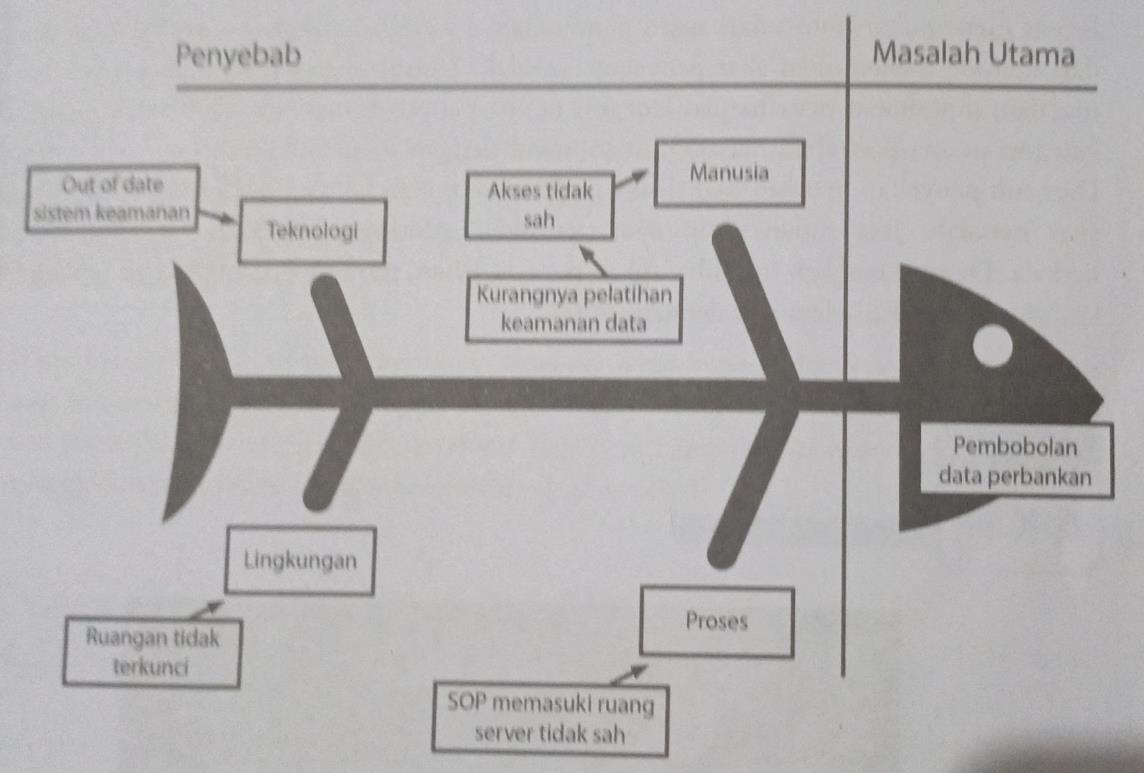 Penyebab
Masalah Utama
Out of date
sistem keamanan
Teknologi
Akses tidak
sah
Manusia
Kurangnya pelatihan
keamanan data
Pembobolan
data perbankan
Lingkungan
Ruangan tidak
terkunci
Proses
SOP memasuki ruang
server tidak sah